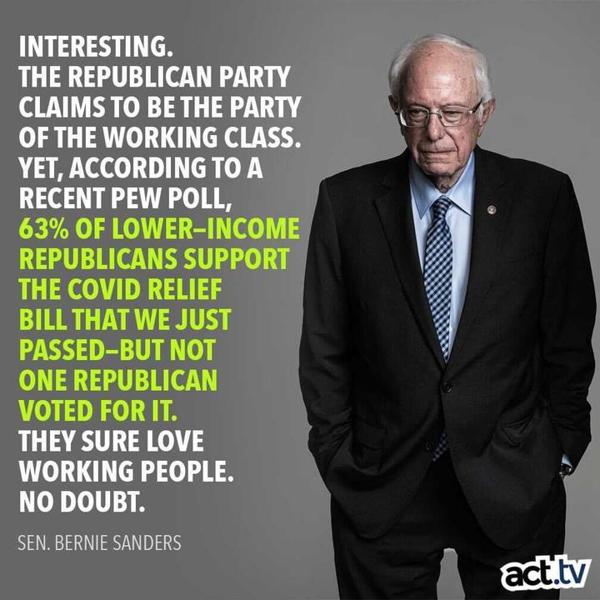 INTERESTING.
THE REPUBLICAN PARTY
CLAIMS TO BE THE PARTY
OF THE WORKING CLASS.
YET, ACCORDING TO A
RECENT PEW POLL,
63% OF LOWER-INCOME
REPUBLICANS SUPPORT
THE COVID RELIEF
BILL THAT WE JUST
PASSED-BUT NOT
ONE REPUBLICAN
VOTED FOR IT.
THEY SURE LOVE
WORKING PEOPLE.
NO DOUBT.
SEN. BERNIE SANDERS
act.tv